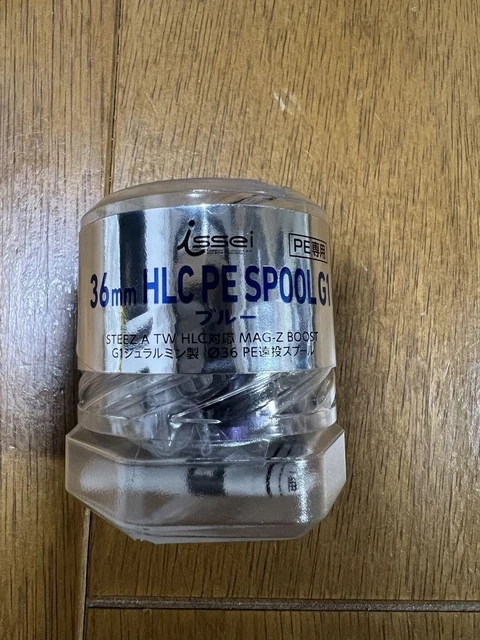 issei
PE専用
36mm HLC PE SPOOL G1
ブルー
STEEZ A TW HLC対応 MAG-Z BOOST
G1ジュラルミン製 Ø36 PE遠投スプール
用